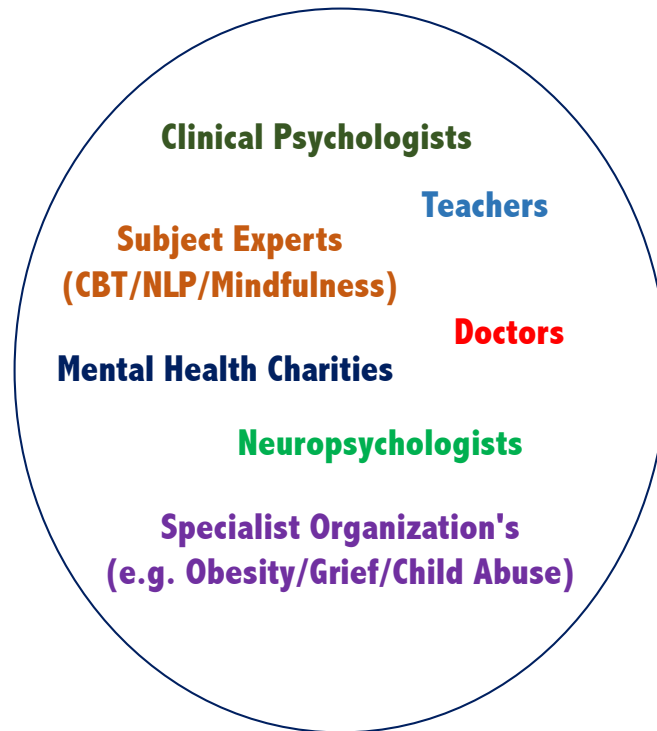 Clinical Psychologists
Teachers
Subject Experts
(CBT/NLP/Mindfulness)
Doctors
Mental Health Charities
Neuropsychologists
Specialist Organization's
(e.g. Obesity/Grief/Child Abuse)